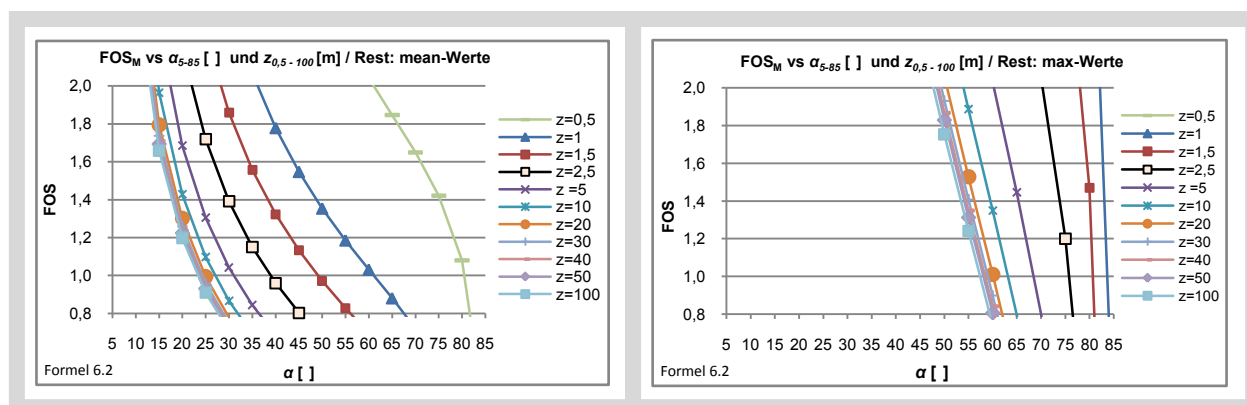 FOSM vs α5-85 [ ] und z0,5 - 100 [m] / Rest: mean-Werte
2,0
1,8
1,6
1,4
1,2
1,0
0,8
FOS
5 10 15 20 25 30 35 40 45 50 55 60 65 70 75 80 85
Formel 6.2
α [ ]
z=0,5
z=1
z=1,5
z=2,5
z =5
z=10
z=20
z=30
z=40
z=50
z=100
FOSM vs α5-85 [ ] und z0,5 - 100 [m] / Rest: max-Werte
2,0
1,8
1,6
1,4
1,2
1,0
0,8
FOS
5 10 15 20 25 30 35 40 45 50 55 60 65 70 75 80 85
Formel 6.2
α [ ]
z=0,5
z=1
z=1,5
z=2,5
z =5
z=10
z=20
z=30
z=40
z=50
z=100